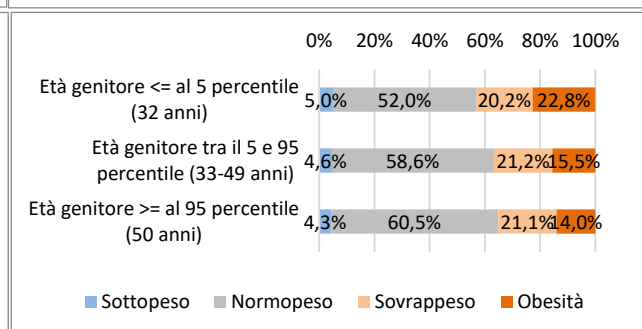 0% 20% 40% 60% 80% 100%
Età genitore <= al 5 percentile
(32 anni)
5,0% 52,0% 20,2% 22,8%
Età genitore tra il 5 e 95
percentile (33-49 anni)
4,6% 58,6% 21,2% 15,5%
Età genitore >= al 95 percentile
(50 anni)
4,3% 60,5% 21,1% 14,0%
Sottopeso Normopeso Sovrappeso Obesità